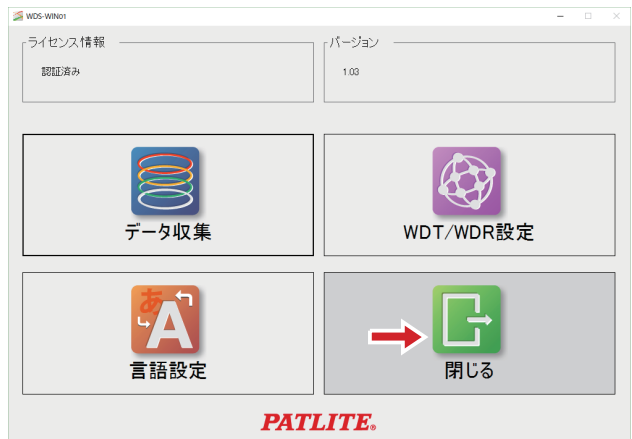 WDS-WIN01
ライセンス情報
認証済み
バージョン
1.03
データ収集
WDT/WDR設定
あ
A
言語設定
閉じる
PATLITE®